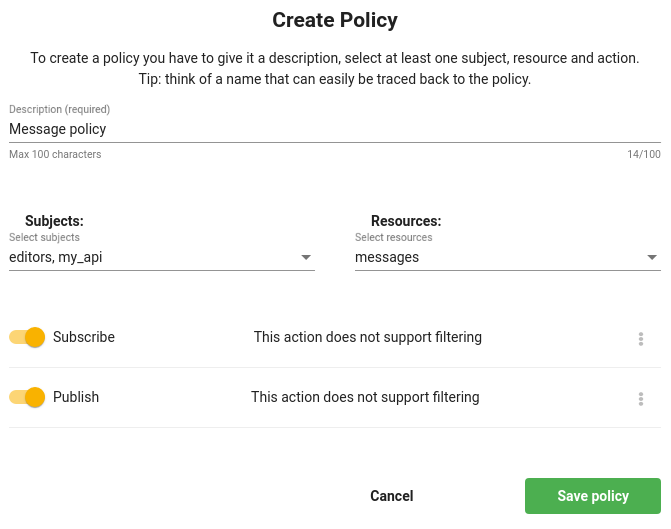 Create Policy
To create a policy you have to give it a description, select at least one subject, resource and action.
Tip: think of a name that can easily be traced back to the policy.
Description (required)
Message policy
Max 100 characters 14/100
Subjects: Resources:
Select subjects Select resources
editors, my_api messages
Subscribe This action does not support filtering
Publish This action does not support filtering
Cancel Save policy